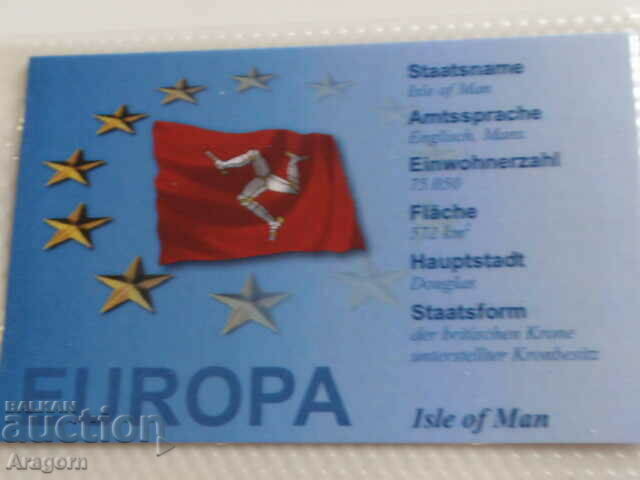 Staatsname
Isle of Man
Amtssprache
Englisch, Manx
Einwohnerzahl
75 050
Fläche
572 km²
Hauptstadt
Douglas
Staatsform
der britischen Krone
unterstellter Kronbesitz
EUROPA
Isle of Man
BALKAN
auction
Aragorn